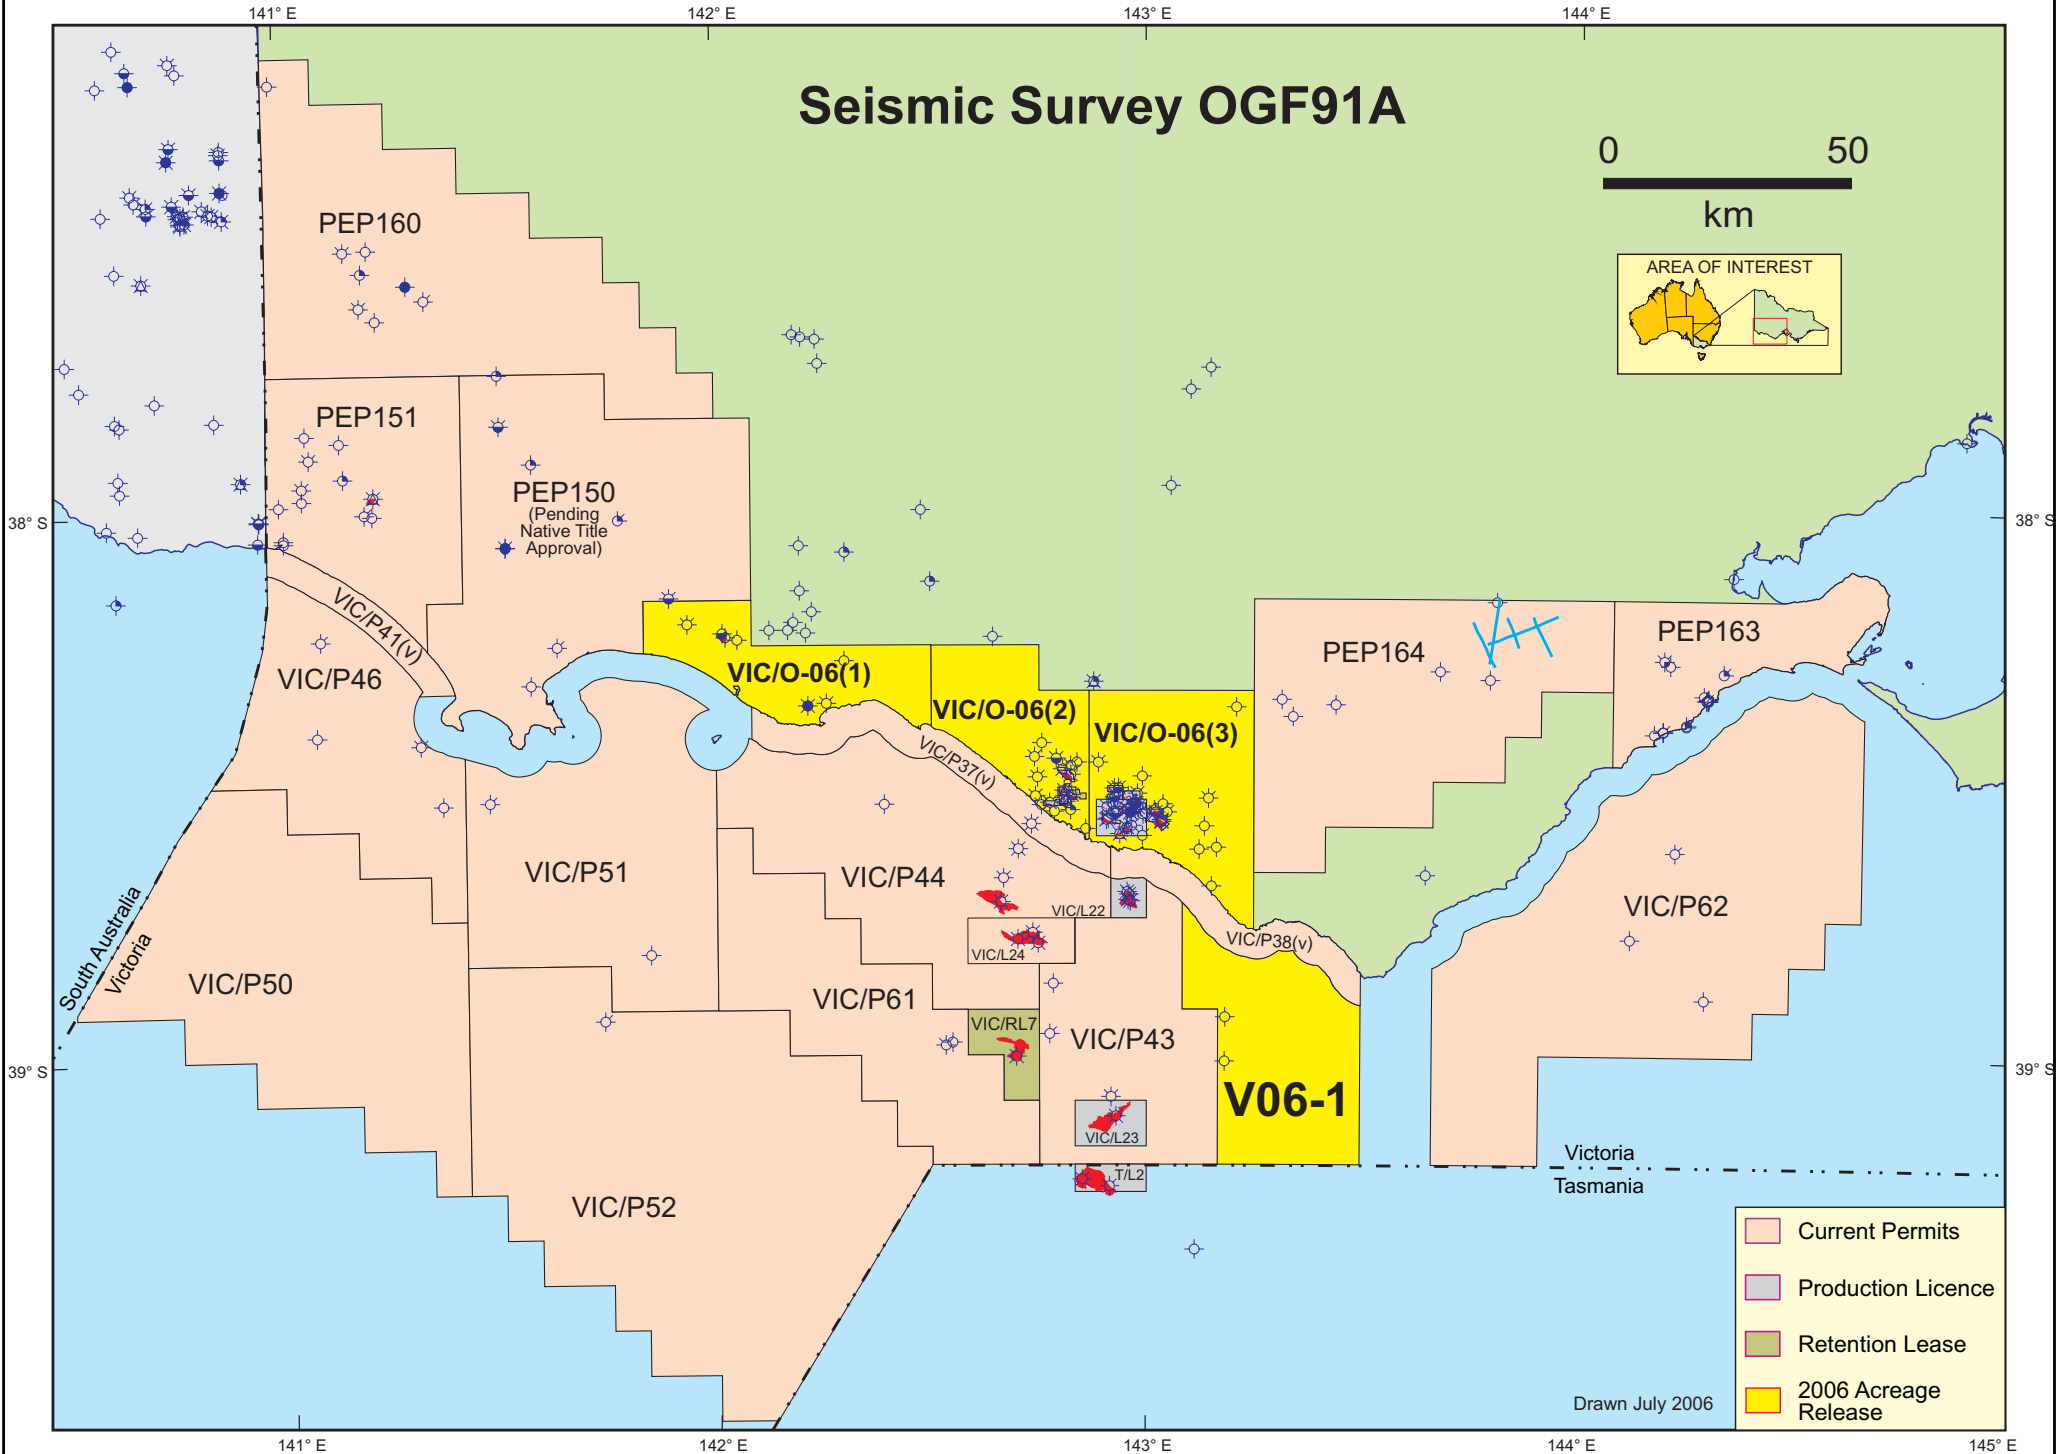 141° E
142° E
143° E
144° E
Seismic Survey OGF91A
0 50
km
AREA OF INTEREST
PEP160
PEP151
PEP150
(Pending
Native Title
Approval)
38° S
38° S
VIC/P41(v)
VIC/P46
VIC/O-06(1)
VIC/O-06(2)
VIC/O-06(3)
PEP164
PEP163
VIC/P37(v)
VIC/P51
VIC/P44
VIC/L22
VIC/P62
VIC/P38(v)
VIC/L24
South Australia
Victoria
VIC/P50
VIC/P61
VIC/RL7
VIC/P43
39° S
39° S
V06-1
VIC/L23
T/L2
Victoria
Tasmania
VIC/P52
Current Permits
Production Licence
Retention Lease
2006 Acreage
Release
Drawn July 2006
141° E
142° E
143° E
144° E
145° E